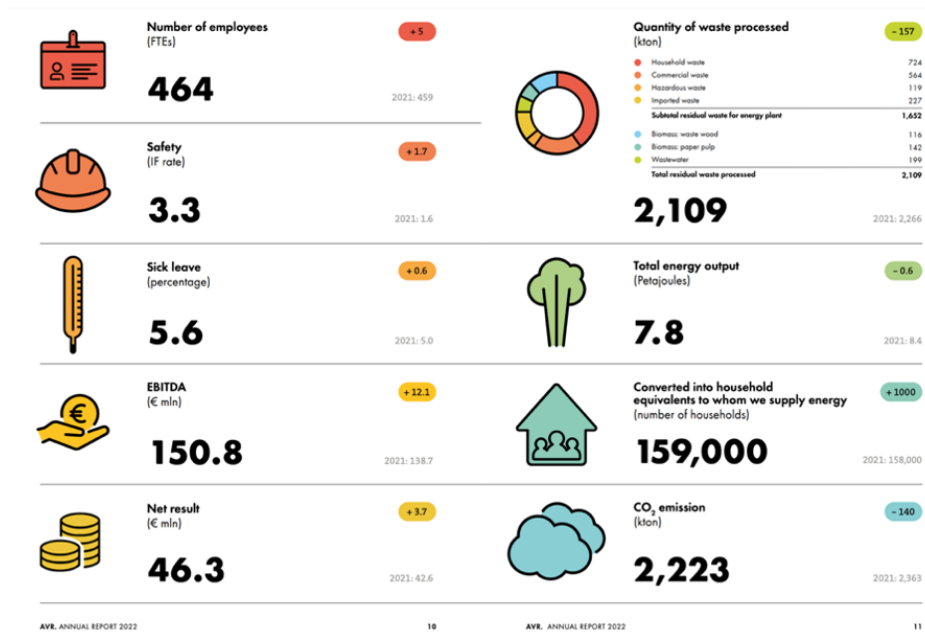 Number of employees
(FTEs)
+ 5
464
2021: 459
Safety
(IF rate)
+ 1.7
3.3
2021: 1.6
Sick leave
(percentage)
+ 0.6
5.6
2021: 5.0
€
EBITDA
(€ mln)
+ 12.1
150.8
2021: 138.7
Net result
(€ mln)
+ 3.7
46.3
2021: 42.6
AVR. ANNUAL REPORT 2022 10
Quantity of waste processed
(kton)
– 157
Household waste 724
Commercial waste 564
Hazardous waste 119
Imported waste 227
Subtotal residual waste for energy plant 1,652
Biomass: waste wood 116
Biomass: paper pulp 142
Wastewater 199
Total residual waste processed 2,109
2,109
2021: 2,266
Total energy output
(Petajoules)
– 0.6
7.8
2021: 8.4
Converted into household
equivalents to whom we supply energy
(number of households)
+ 1000
159,000
2021: 158,000
CO₂ emission
(kton)
– 140
2,223
2021: 2,363
AVR. ANNUAL REPORT 2022 11